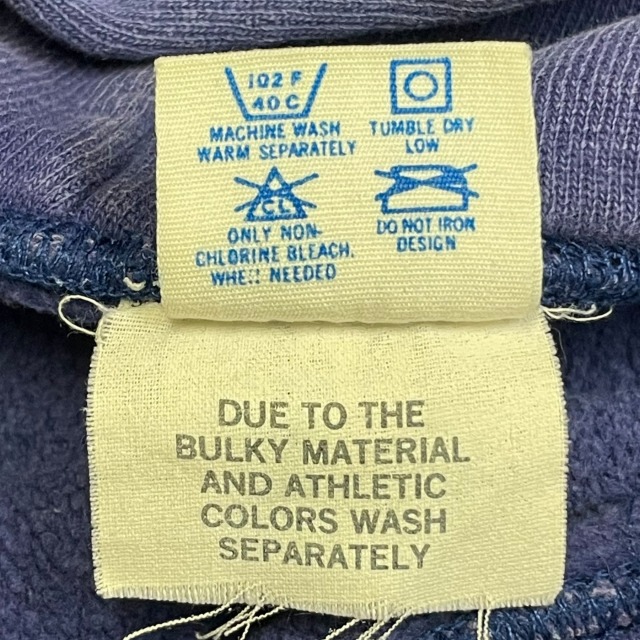 102 F
40 C
MACHINE WASH
WARM SEPARATELY
TUMBLE DRY
LOW
CL
ONLY NON-
CHLORINE BLEACH.
NEEDED
DO NOT IRON
DESIGN
DUE TO THE
BULKY MATERIAL
AND ATHLETIC
COLORS WASH
SEPARATELY